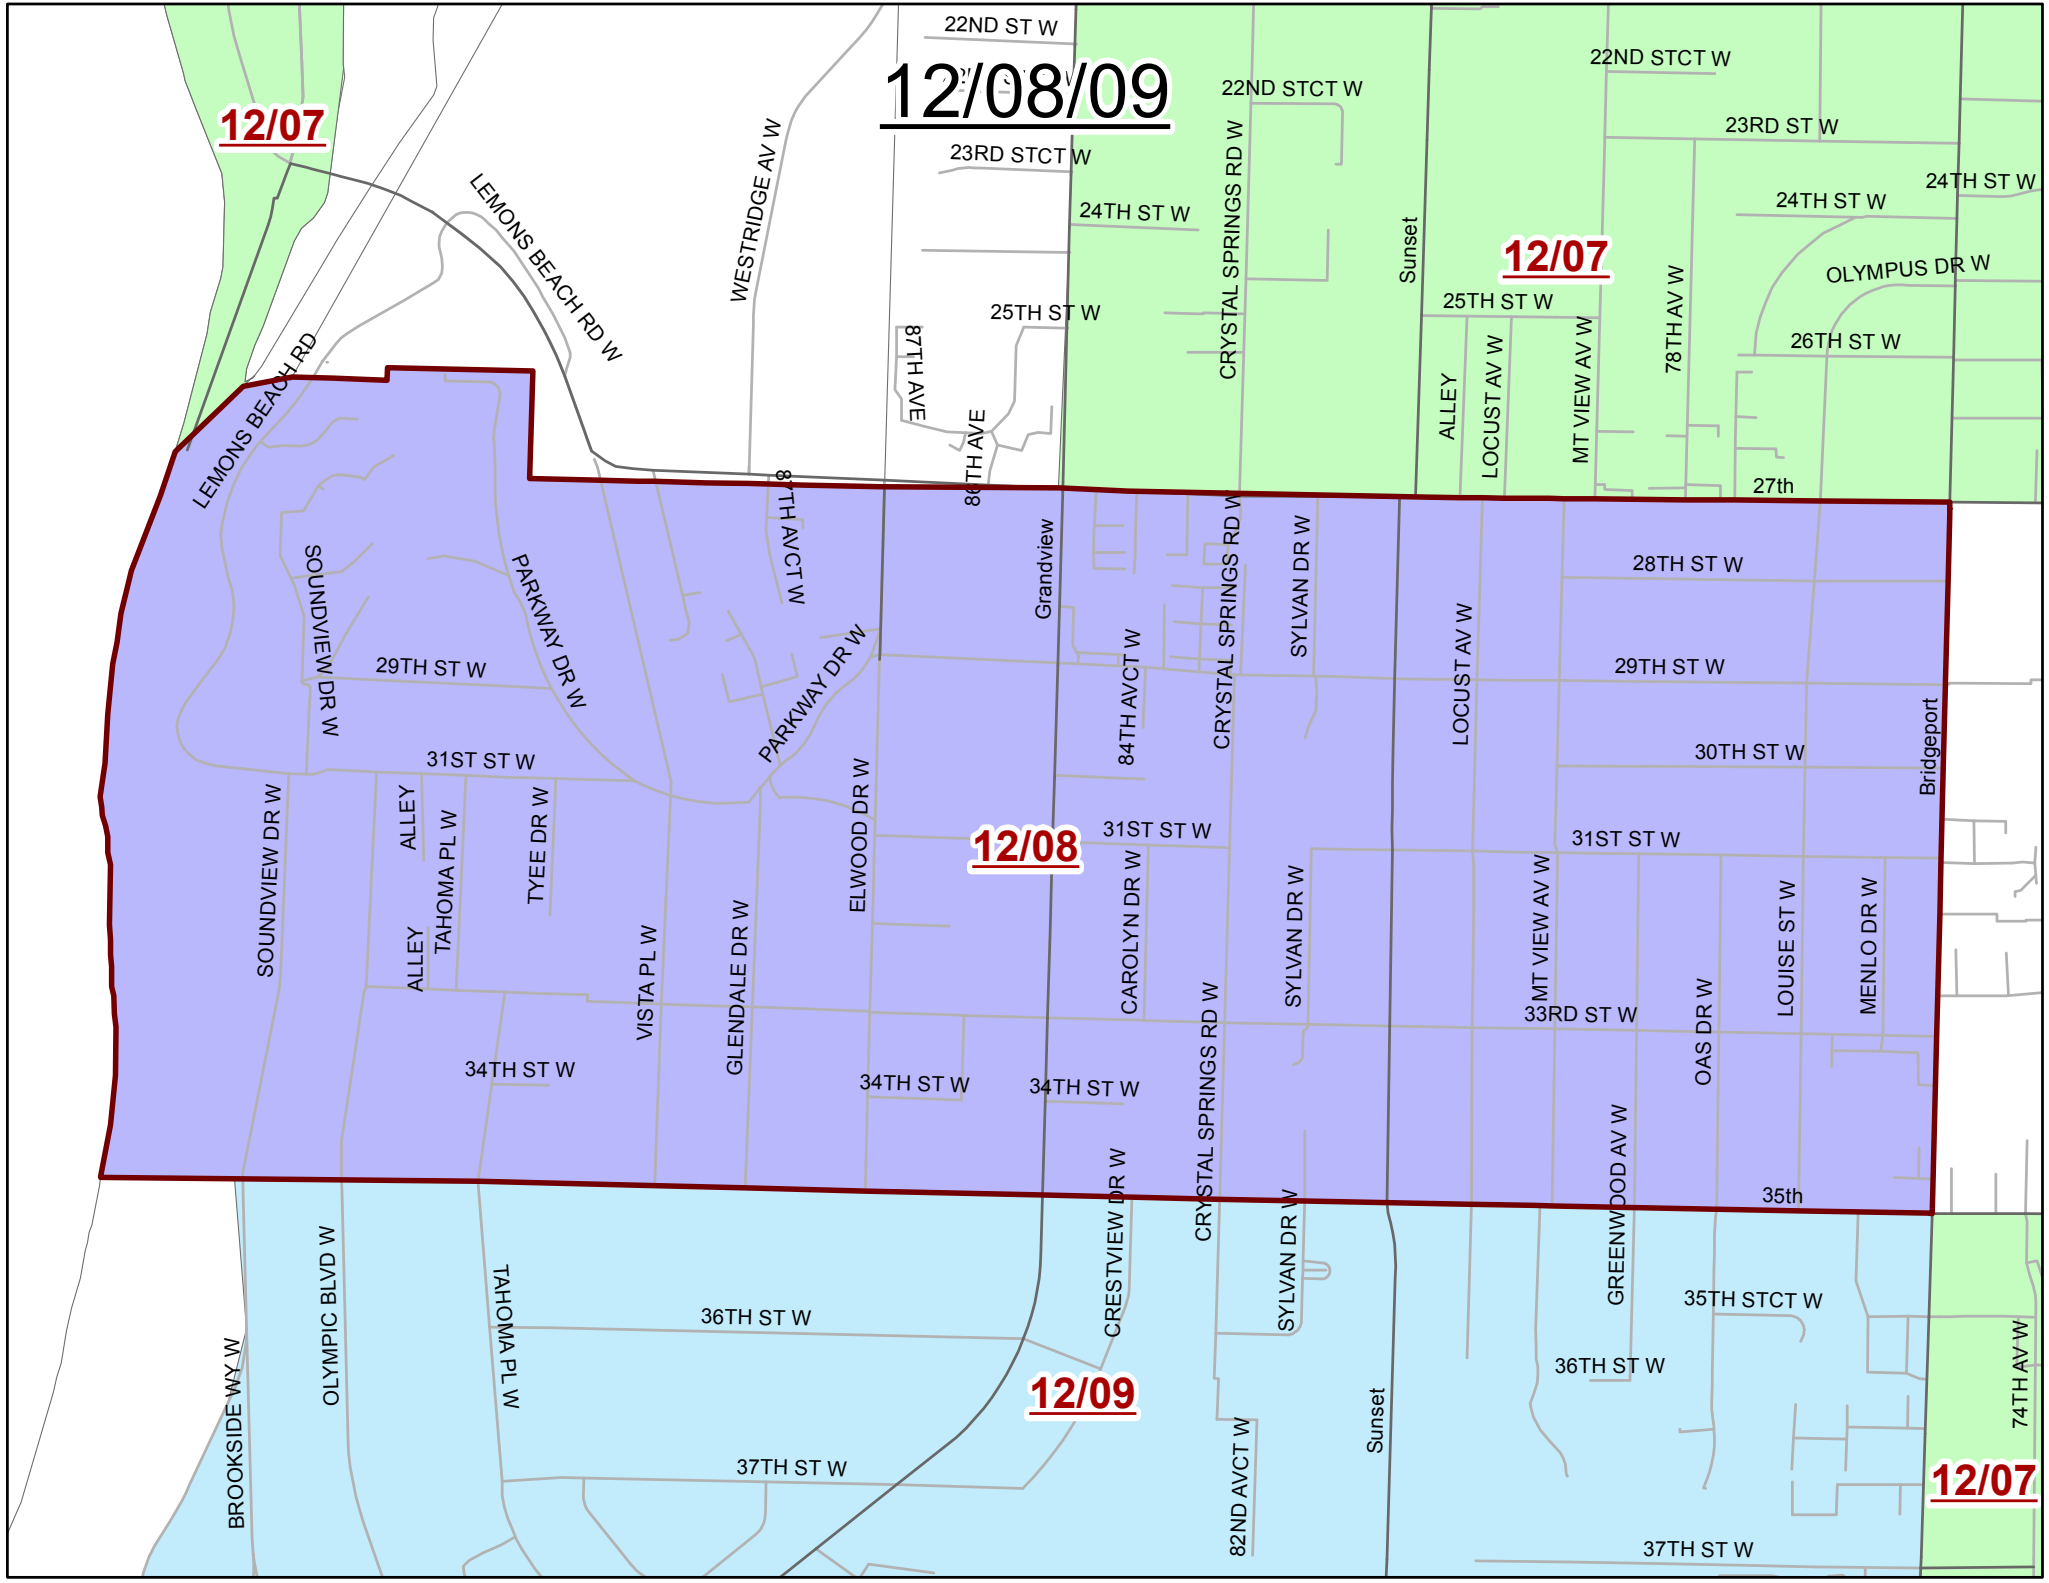 22ND ST W
12/08/09
22ND STCT W
22ND STCT W
12/07
23RD ST W
23RD STCT W
LEMONS BEACH RD W
WESTRIDGE AV W
CRYSTAL SPRINGS RD W
24TH ST W
24TH ST W
24TH ST W
Sunset
12/07
78TH AV W
OLYMPUS DR W
25TH ST W
25TH ST W
26TH ST W
LEMONS BEACH RD
87TH AVE
86TH AVE
ALLEY
LOCUST AV W
MT VIEW AV W
27th
SOUNDVIEW DR W
PARKWAY DR W
87TH AVCT W
Grandview
CRYSTAL SPRINGS RD W
SYLVAN DR W
28TH ST W
29TH ST W
PARKWAY DR W
84TH AVCT W
LOCUST AV W
29TH ST W
Bridgeport
31ST ST W
30TH ST W
SOUNDVIEW DR W
ALLEY
TAHOMA PL W
TYEE DR W
ELWOOD DR W
12/08
31ST ST W
31ST ST W
ALLEY
VISTA PL W
GLENDALE DR W
CAROLYN DR W
SYLVAN DR W
MT VIEW AV W
LOUISE ST W
MENLO DR W
33RD ST W
OAS DR W
34TH ST W
34TH ST W
34TH ST W
CRYSTAL SPRINGS RD W
GREENWOOD AV W
35th
OLYMPIC BLVD W
TAHOMA PL W
CRESTVIEW DR W
SYLVAN DR W
36TH ST W
35TH STCT W
BROOKSIDE WY W
12/09
Sunset
36TH ST W
74TH AV W
37TH ST W
82ND AVCT W
12/07
37TH ST W